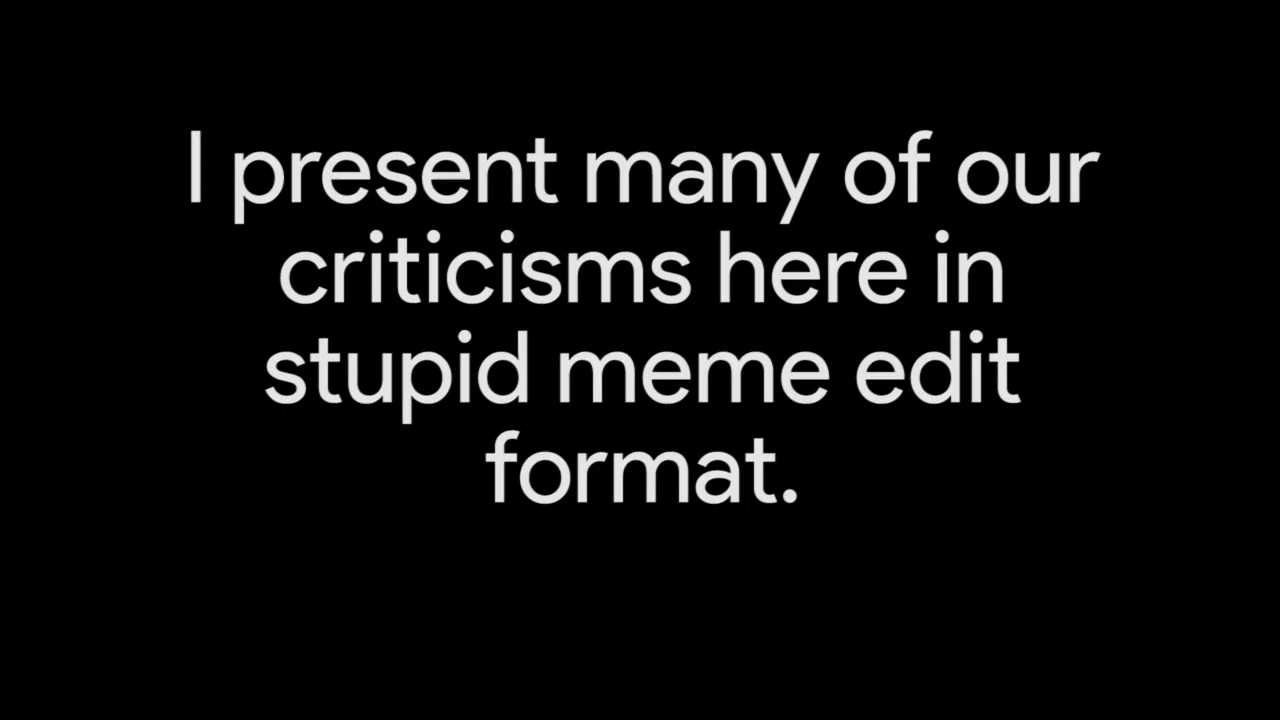 I present many of our
criticisms here in
stupid meme edit
format.